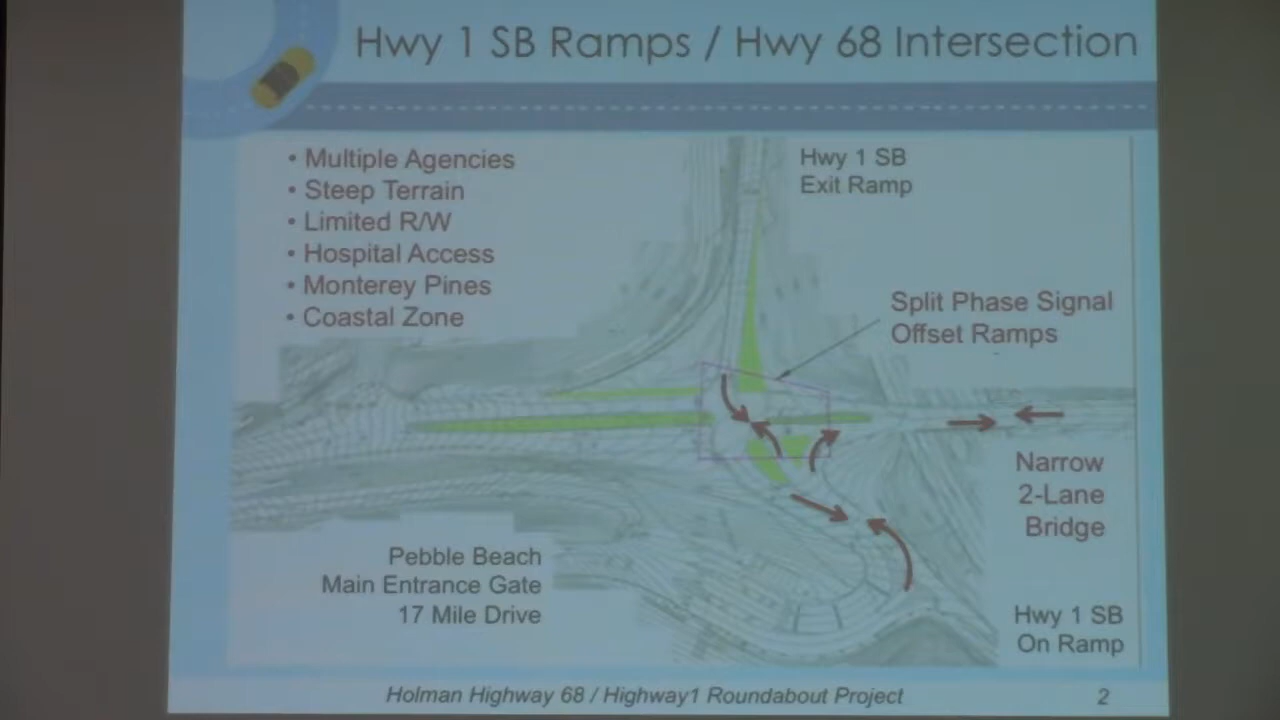 Hwy 1 SB Ramps / Hwy 68 Intersection
• Multiple Agencies
• Steep Terrain
• Limited R/W
• Hospital Access
• Monterey Pines
• Coastal Zone
Hwy 1 SB
Exit Ramp
Split Phase Signal
Offset Ramps
Narrow
2-Lane
Bridge
Pebble Beach
Main Entrance Gate
17 Mile Drive
Hwy 1 SB
On Ramp
Holman Highway 68 / Highway1 Roundabout Project
2